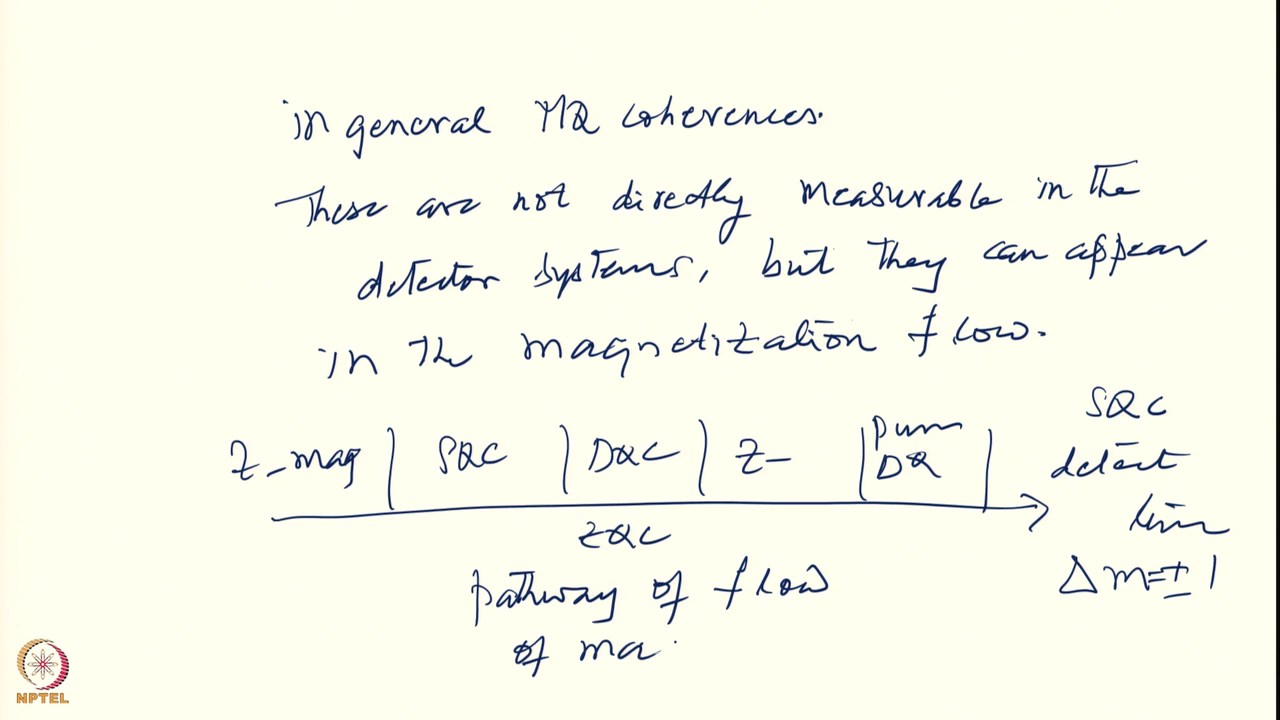 in general MQ coherences.
These are not directly measurable in the
detector systems, but they can appear
in the magnetization flow.
Z-mag | SQC | DQC | Z- | DQ |
SQC
detect
Δm=±1
ZQC
pathway of flow
of ma
NPTEL